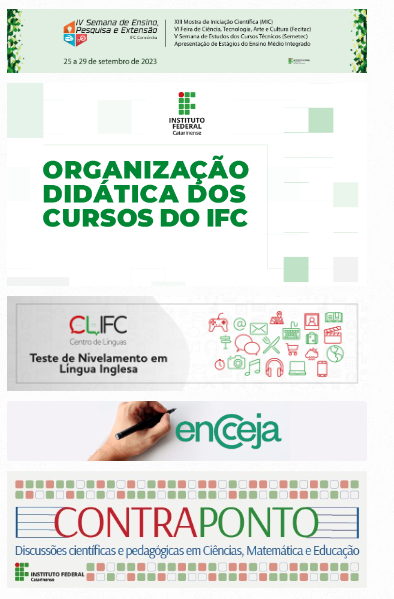 IV Semana de Ensino,
Pesquisa e Extensão
IFC Concórdia
XIII Mostra de Iniciação Científica (MIC)
VI Feira de Ciência, Tecnologia, Arte e Cultura (Fecitac)
V Semana de Estudos dos Cursos Técnicos (Semetec)
Apresentação de Estágios do Ensino Médio Integrado
25 a 29 de setembro de 2023
INSTITUTO
FEDERAL
Catarinense
ORGANIZAÇÃO
DIDÁTICA DOS
CURSOS DO IFC
CLIFC
Centro de Línguas
Teste de Nivelamento em
Língua Inglesa
encceja
CONTRAPONTO
Discussões científicas e pedagógicas em Ciências, Matemática e Educação
INSTITUTO FEDERAL
Catarinense